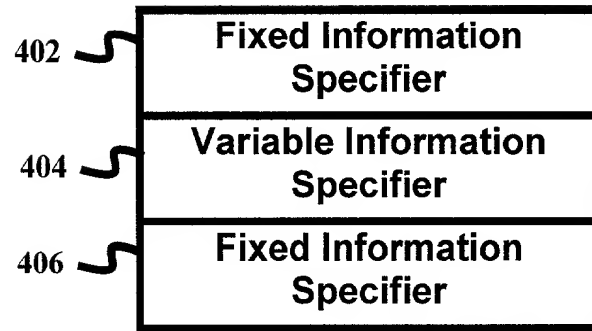 402
Fixed Information
Specifier
404
Variable Information
Specifier
406
Fixed Information
Specifier